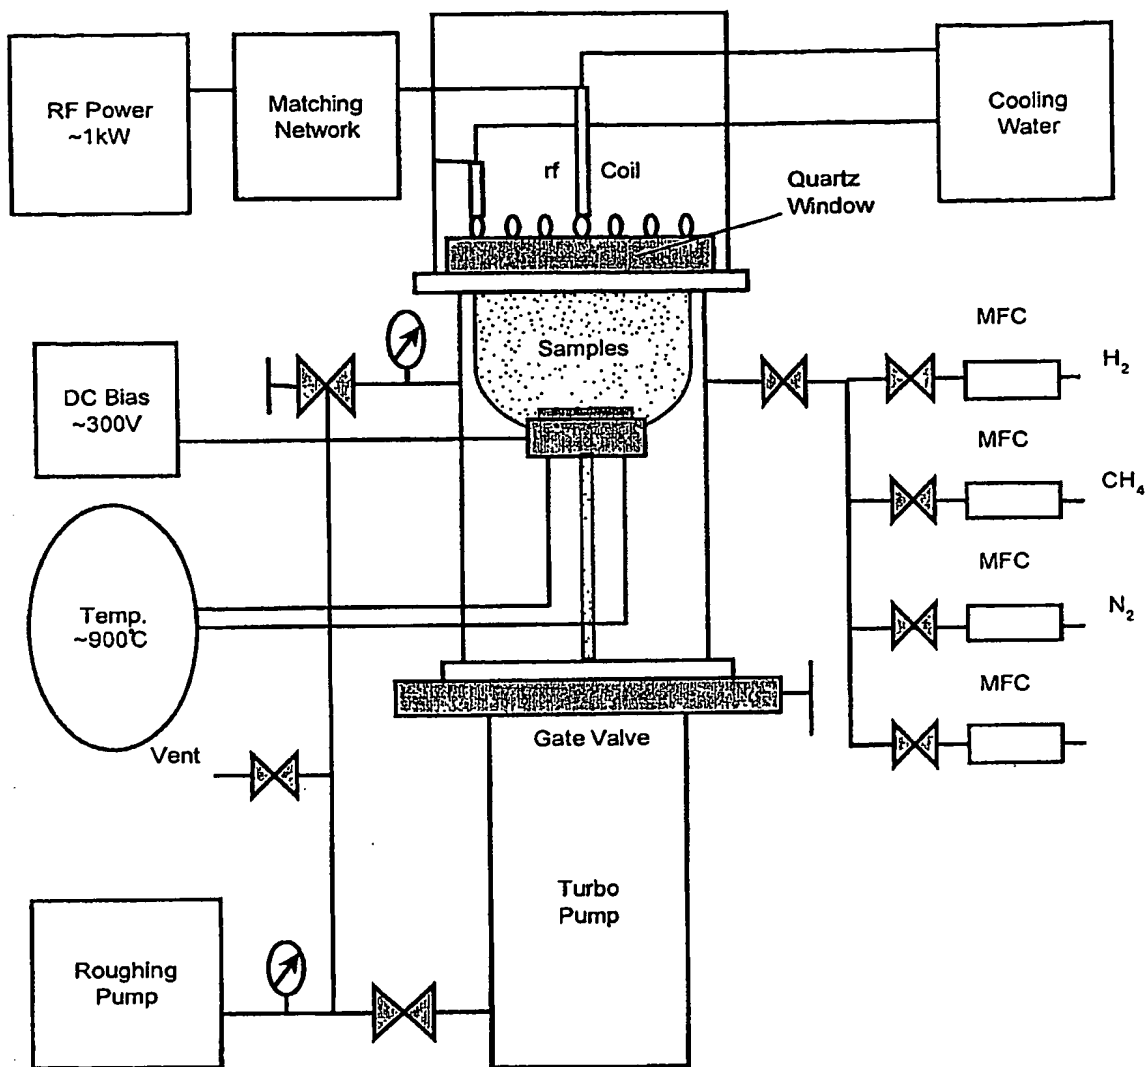 RF Power
~1kW
Matching
Network
rf Coil
Cooling
Water
Quartz
Window
MFC
H₂
Samples
DC Bias
~300V
MFC
CH₄
MFC
N₂
Temp.
~900℃
MFC
Gate Valve
Vent
Turbo
Pump
Roughing
Pump